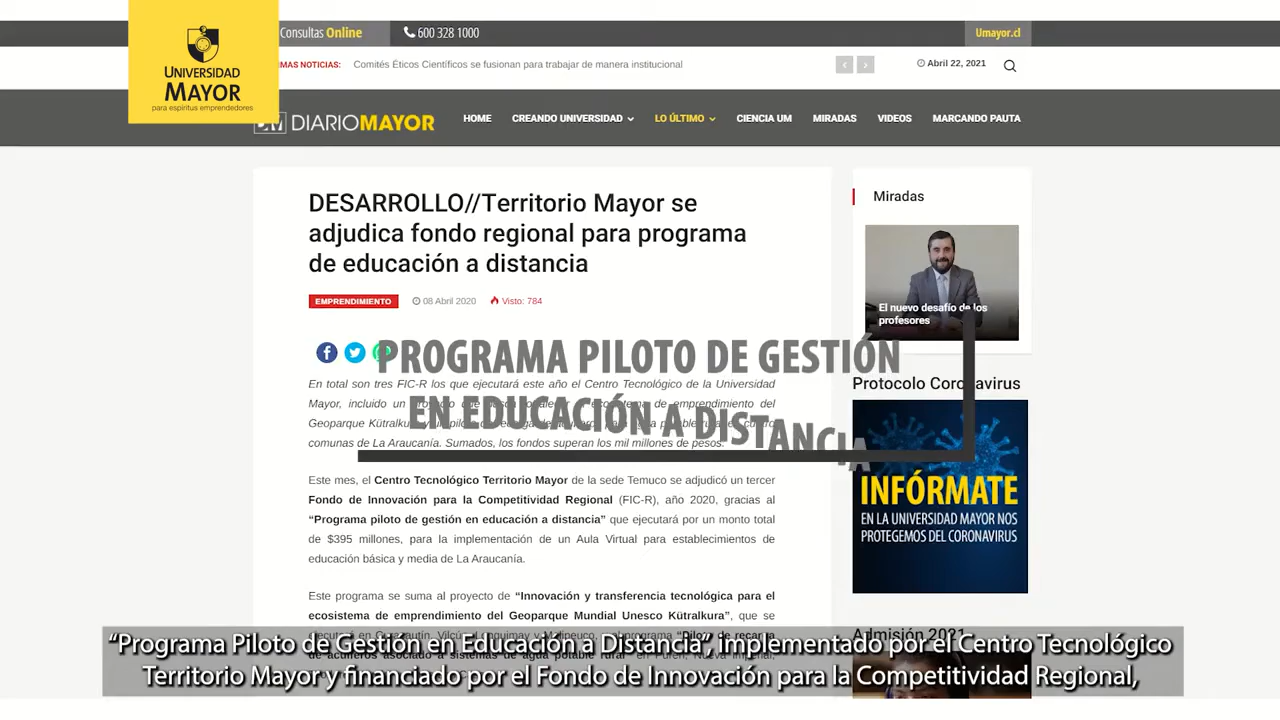 Consultas Online
600 328 1000
Umayor.cl
UNIVERSIDAD
MAYOR
para espíritus emprendedores
MAS NOTICIAS:
Comités Éticos Científicos se fusionan para trabajar de manera institucional
Abril 22, 2021
DIARIOMAYOR
HOME
CREANDO UNIVERSIDAD
LO ÚLTIMO
CIENCIA UM
MIRADAS
VIDEOS
MARCANDO PAUTA
DESARROLLO//Territorio Mayor se
adjudica fondo regional para programa
de educación a distancia
EMPRENDIMIENTO
08 Abril 2020
Visto: 784
PROGRAMA PILOTO DE GESTIÓN
EN EDUCACIÓN A DISTANCIA
En total son tres FIC-R los que ejecutará este año el Centro Tecnológico de la Universidad
Mayor, incluido un
emprendimiento del
Geoparque Kütralkura
comunas de La Araucanía. Sumados, los fondos superan los mil millones de pesos.
Este mes, el Centro Tecnológico Territorio Mayor de la sede Temuco se adjudicó un tercer
Fondo de Innovación para la Competitividad Regional (FIC-R), año 2020, gracias al
“Programa piloto de gestión en educación a distancia” que ejecutará por un monto total
de $395 millones, para la implementación de un Aula Virtual para establecimientos de
educación básica y media de La Araucanía.
Este programa se suma al proyecto de “Innovación y transferencia tecnológica para el
ecosistema de emprendimiento del Geoparque Mundial Unesco Kütralkura”, que se
Miradas
El nuevo desafío de los
profesores
Protocolo Coronavirus
INFÓRMATE
EN LA UNIVERSIDAD MAYOR NOS
PROTEGEMOS DEL CORONAVIRUS
Admisión 2021
“Programa Piloto de Gestión en Educación a Distancia”, implementado por el Centro Tecnológico
Territorio Mayor y financiado por el Fondo de Innovación para la Competitividad Regional,